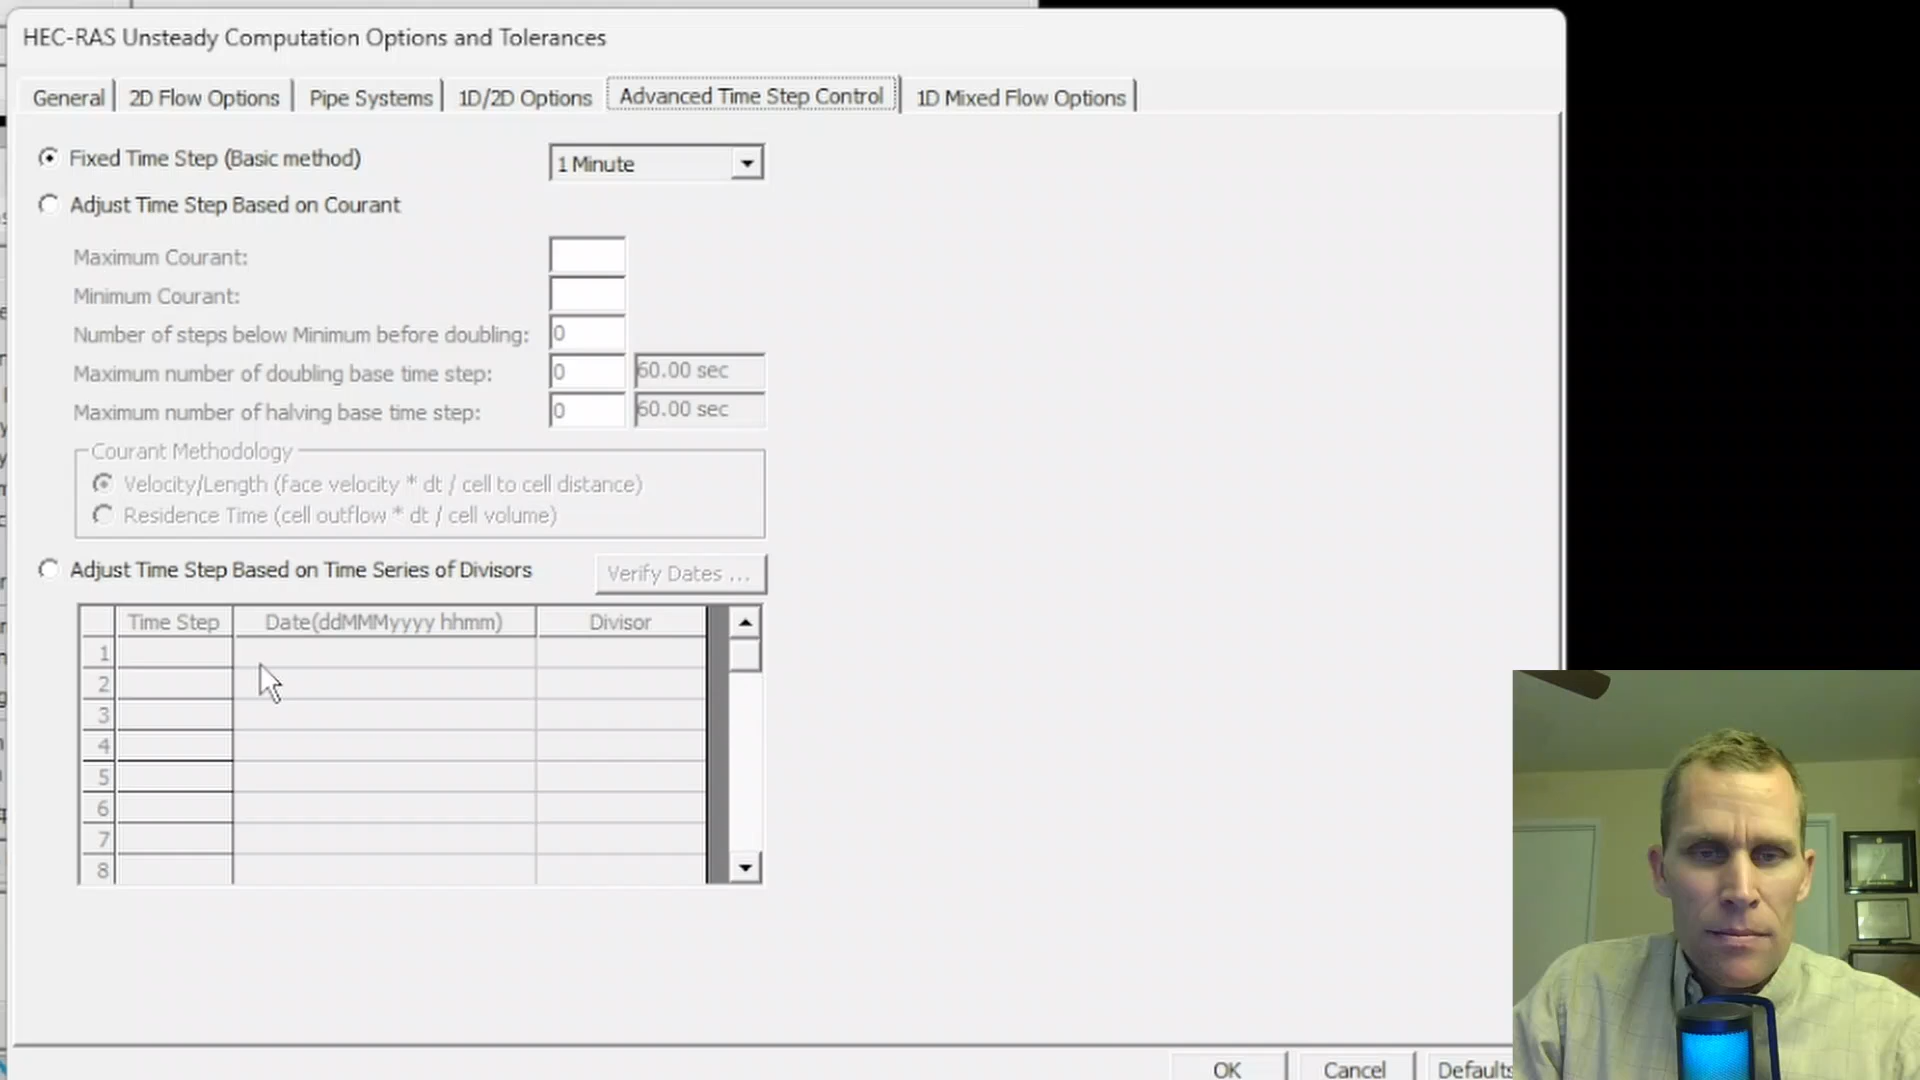 HEC-RAS Unsteady Computation Options and Tolerances
General 2D Flow Options Pipe Systems 1D/2D Options Advanced Time Step Control 1D Mixed Flow Options
Fixed Time Step (Basic method) 1 Minute
Adjust Time Step Based on Courant
Maximum Courant:
Minimum Courant:
Number of steps below Minimum before doubling: 0
Maximum number of doubling base time step: 0 60.00 sec
Maximum number of halving base time step: 0 60.00 sec
Courant Methodology
Velocity/Length (face velocity * dt / cell to cell distance)
Residence Time (cell outflow * dt / cell volume)
Adjust Time Step Based on Time Series of Divisors Verify Dates ...
Time Step Date(ddMMMyyyy hhmm) Divisor
1
2
3
4
5
6
7
8
OK Cancel Defaults